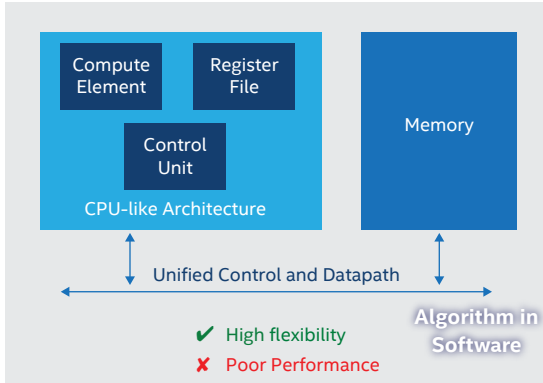 Compute
Element
Register
File
Control
Unit
CPU-like Architecture
Memory
Unified Control and Datapath
Algorithm in
Software
✔ High flexibility
✘ Poor Performance